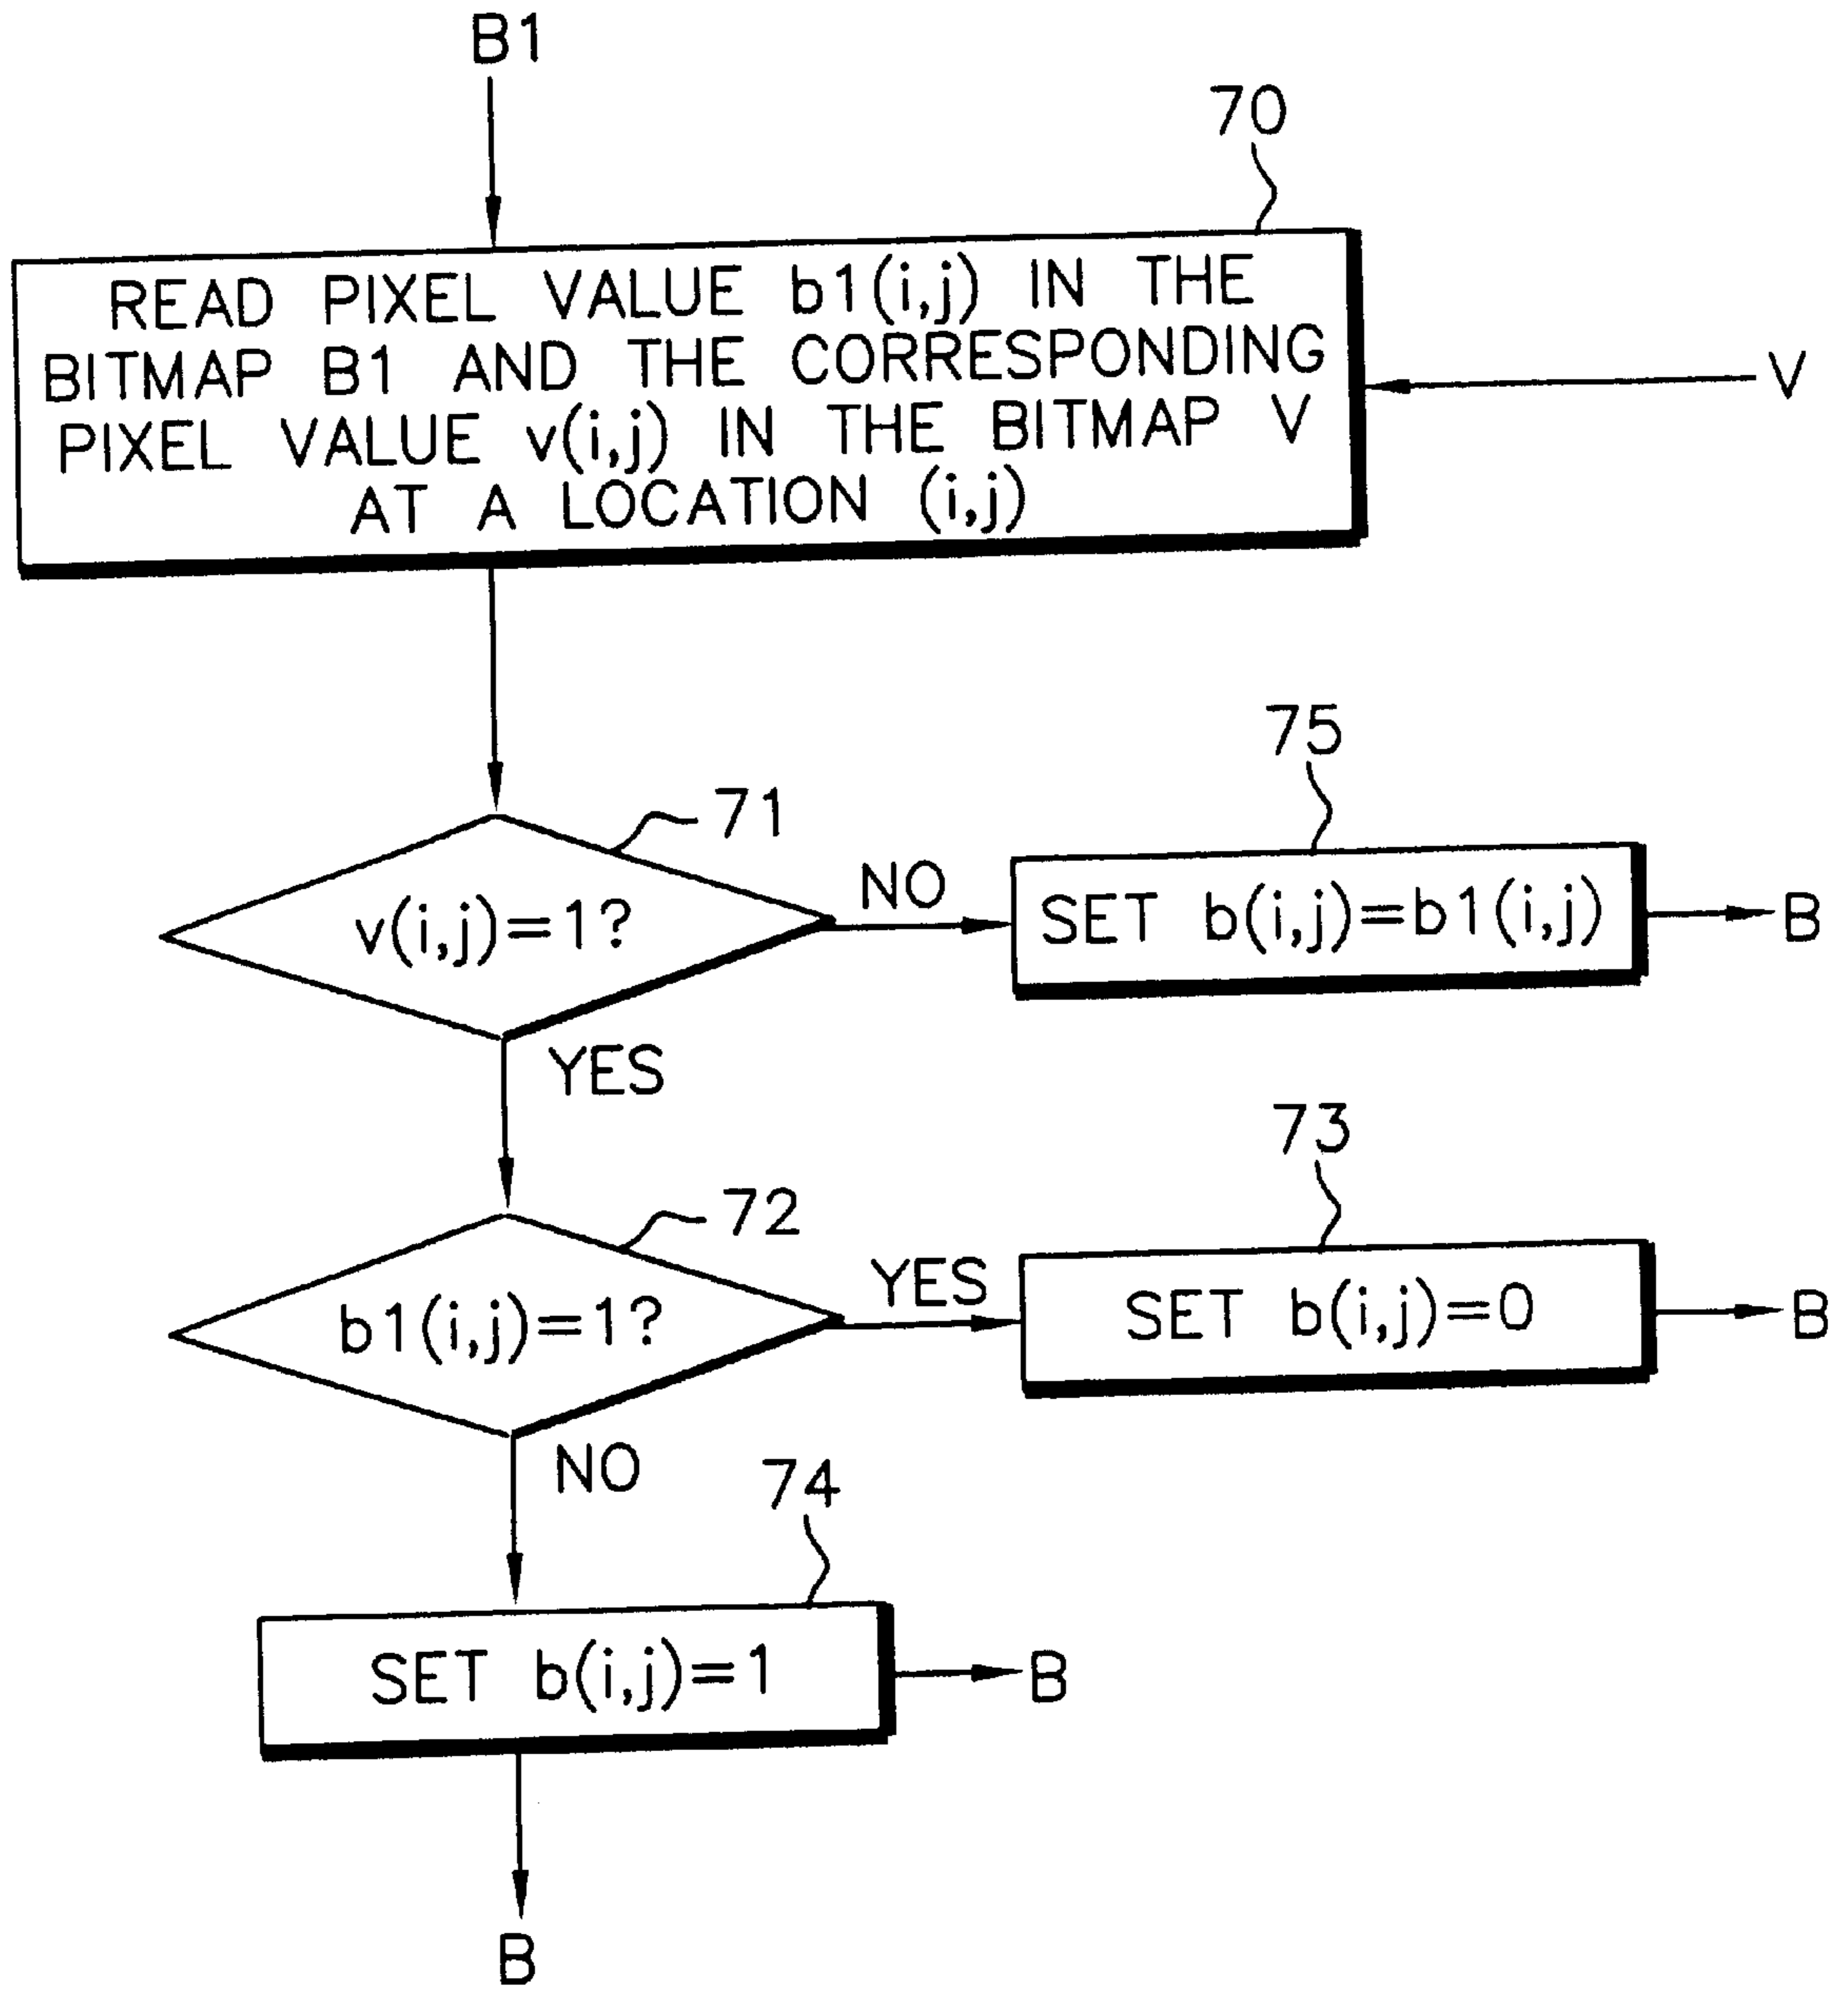 B1
70
READ PIXEL VALUE b1(i,j) IN THE
BITMAP B1 AND THE CORRESPONDING
PIXEL VALUE v(i,j) IN THE BITMAP V
AT A LOCATION (i,j)
V
71
v(i,j)=1?
NO
75
SET b(i,j)=b1(i,j)
B
YES
72
b1(i,j)=1?
YES
73
SET b(i,j)=0
B
NO
74
SET b(i,j)=1
B
B